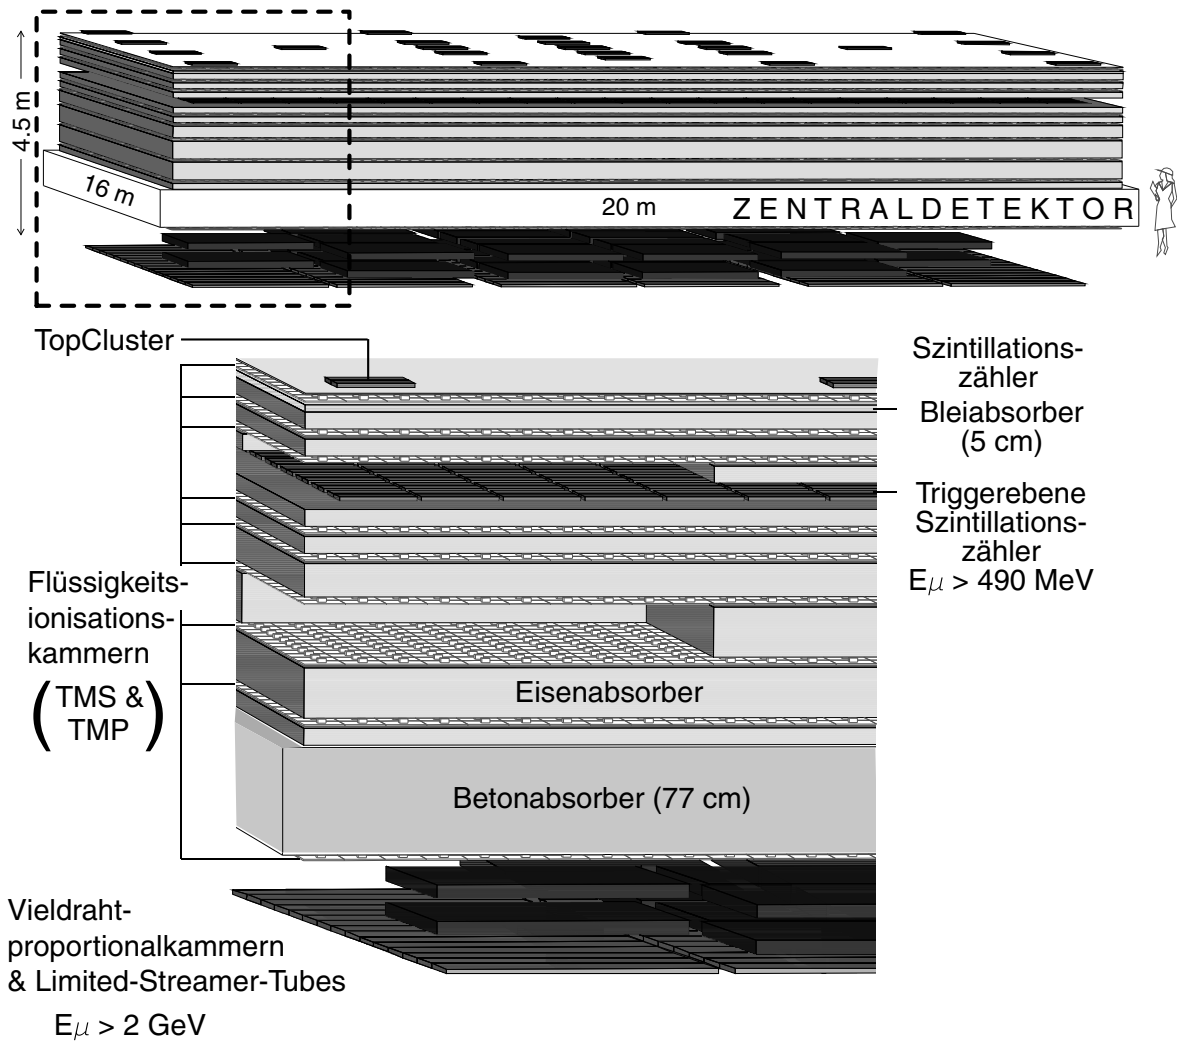 4.5 m
16 m
20 m
ZENTRALDETEKTOR
TopCluster
Szintillations-
zähler
Bleiabsorber
(5 cm)
Triggerebene
Szintillations-
zähler
Eμ > 490 MeV
Flüssigkeits-
ionisations-
kammern
(TMS &
TMP)
Eisenabsorber
Betonabsorber (77 cm)
Vieldraht-
proportionalkammern
& Limited-Streamer-Tubes
Eμ > 2 GeV